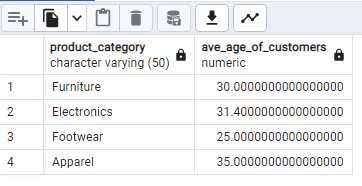 product_category
character varying (50)
ave_age_of_customers
numeric
1 Furniture 30.0000000000000000
2 Electronics 31.4000000000000000
3 Footwear 25.0000000000000000
4 Apparel 35.0000000000000000